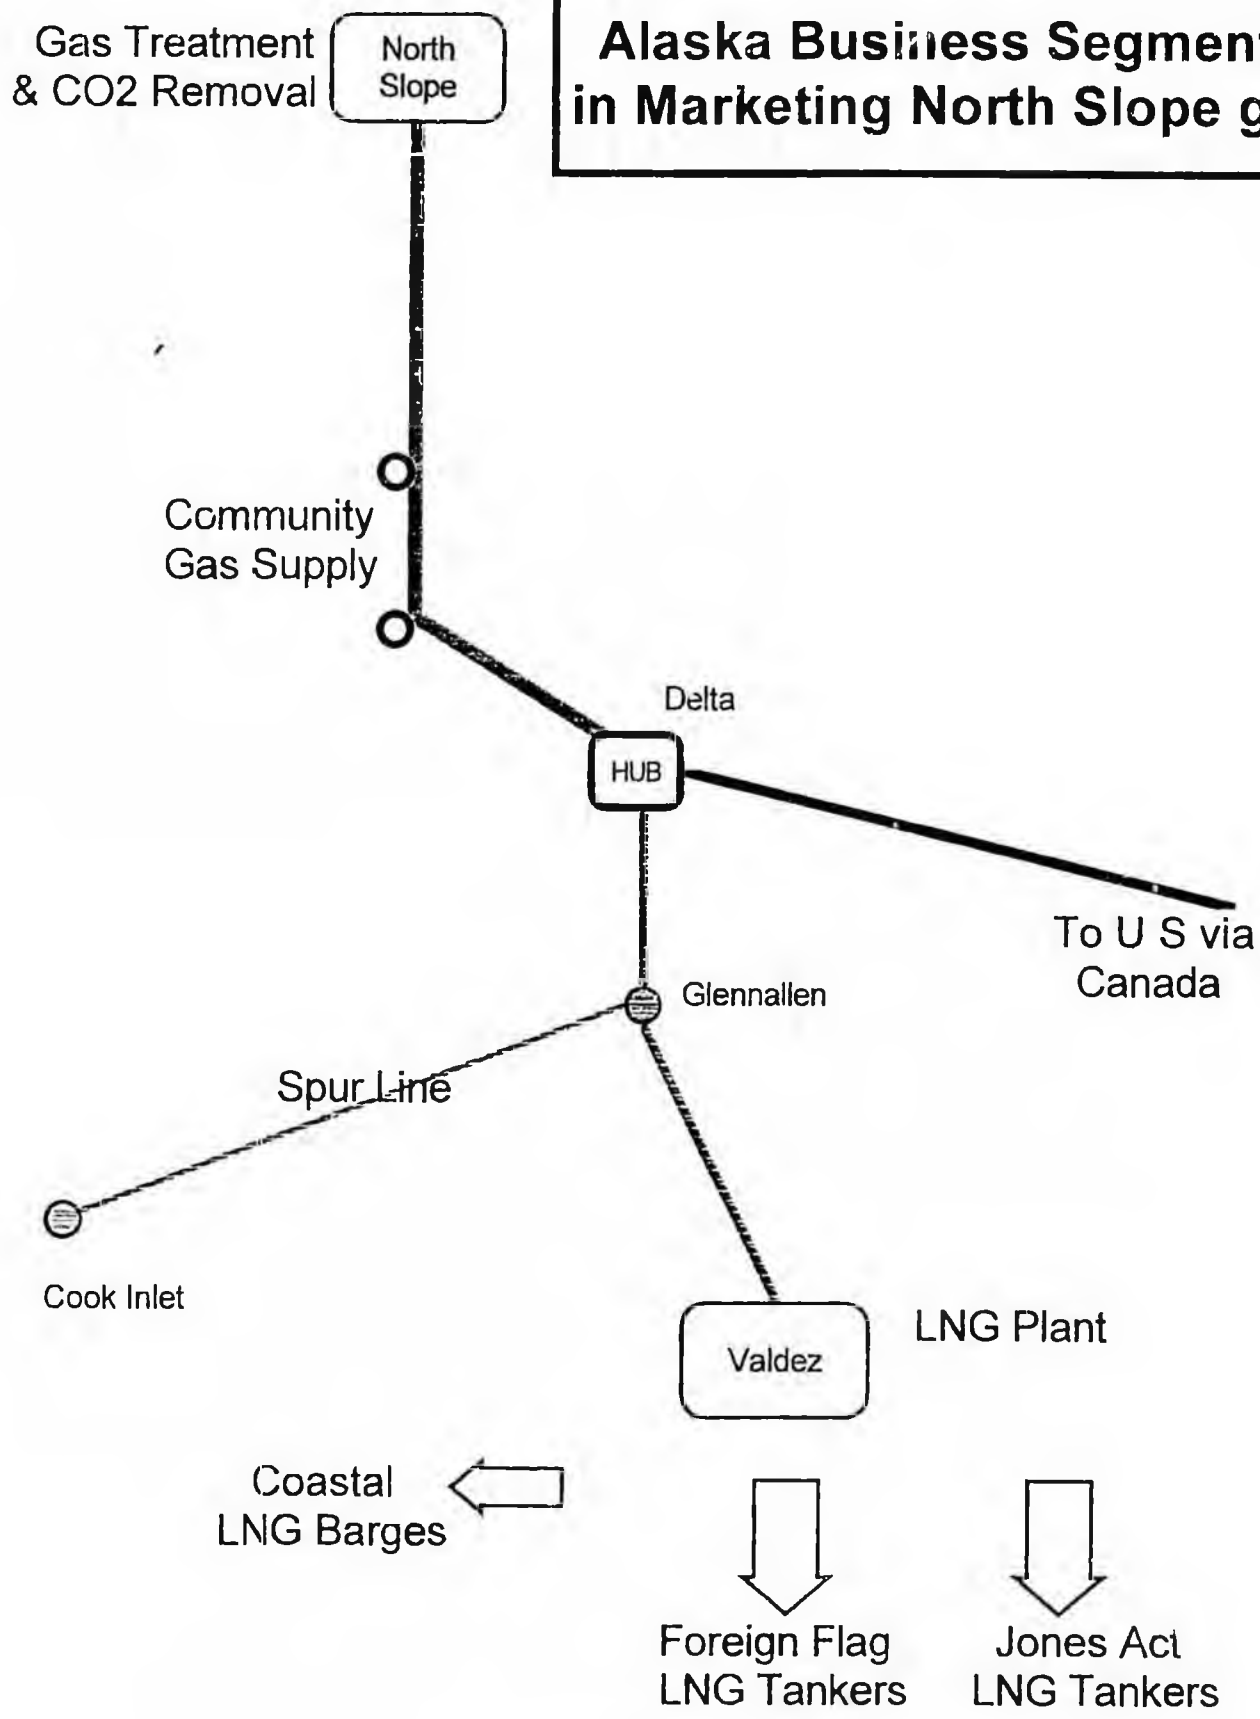 Gas Treatment
& CO2 Removal
North
Slope
Alaska Business Segment
in Marketing North Slope g
Community
Gas Supply
Delta
HUB
To U S via
Canada
Glennallen
Spur Line
Cook Inlet
Valdez
LNG Plant
Coastal
LNG Barges
Foreign Flag
LNG Tankers
Jones Act
LNG Tankers